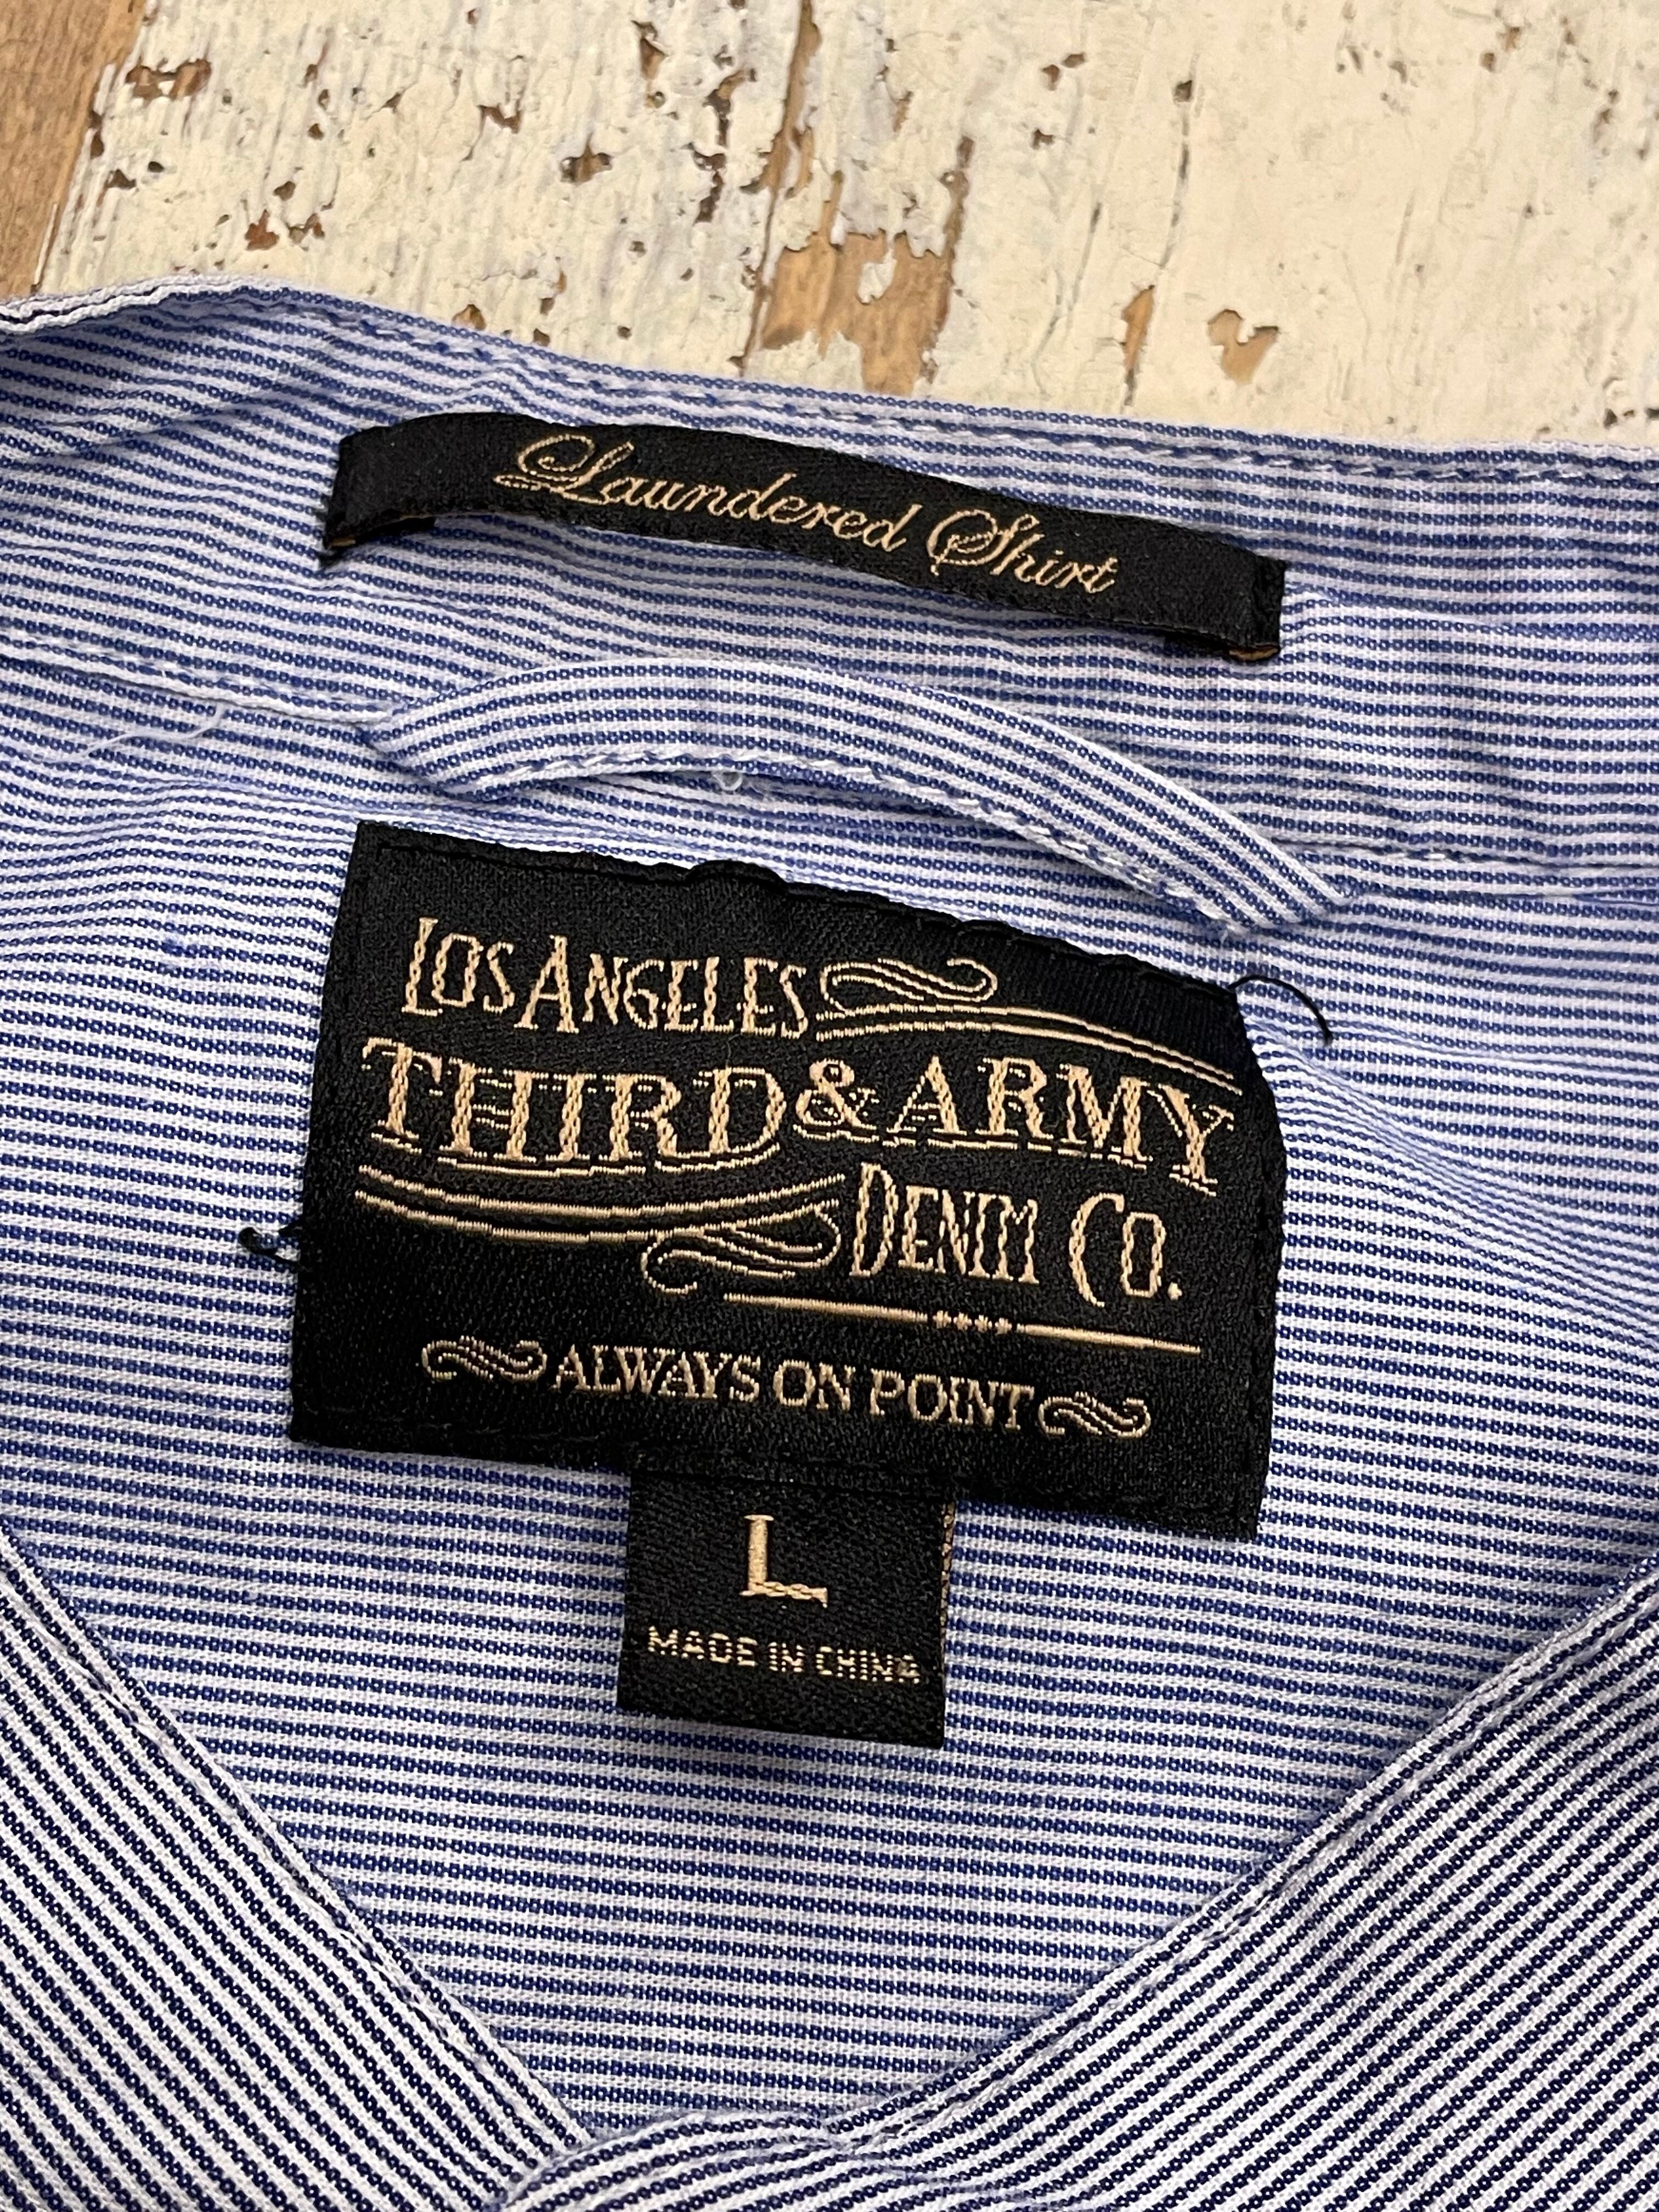 Laundered Shirt
LOS ANGELES
THIRD & ARMY
DENIM CO.
ALWAYS ON POINT
L
MADE IN CHINA